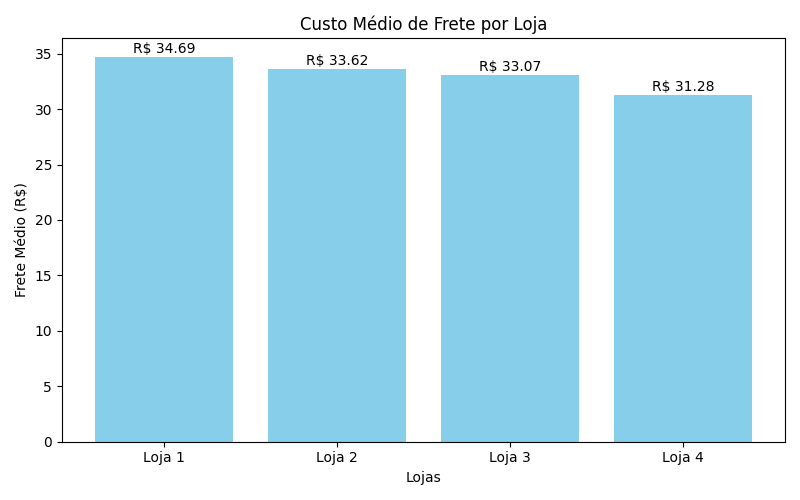 Custo Médio de Frete por Loja
R$ 34.69
R$ 33.62
R$ 33.07
R$ 31.28
Frete Médio (R$)
35
30
25
20
15
10
5
0
Loja 1
Loja 2
Loja 3
Loja 4
Lojas